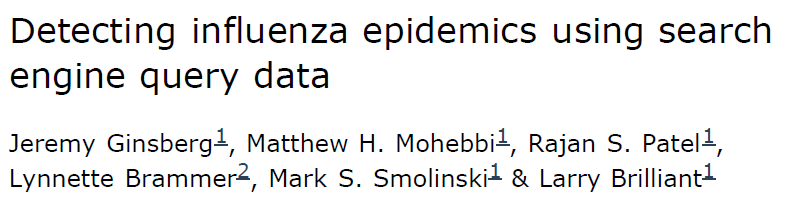 Detecting influenza epidemics using search
engine query data
Jeremy Ginsberg1, Matthew H. Mohebbi1, Rajan S. Patel1,
Lynnette Brammer2, Mark S. Smolinski1 & Larry Brilliant1